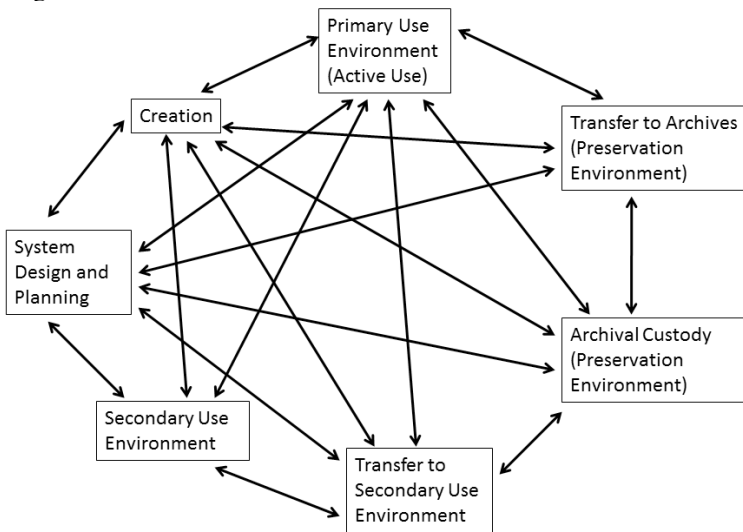 Primary Use
Environment
(Active Use)
Creation
Transfer to Archives
(Preservation
Environment)
System
Design and
Planning
Archival Custody
(Preservation
Environment)
Secondary Use
Environment
Transfer to
Secondary Use
Environment